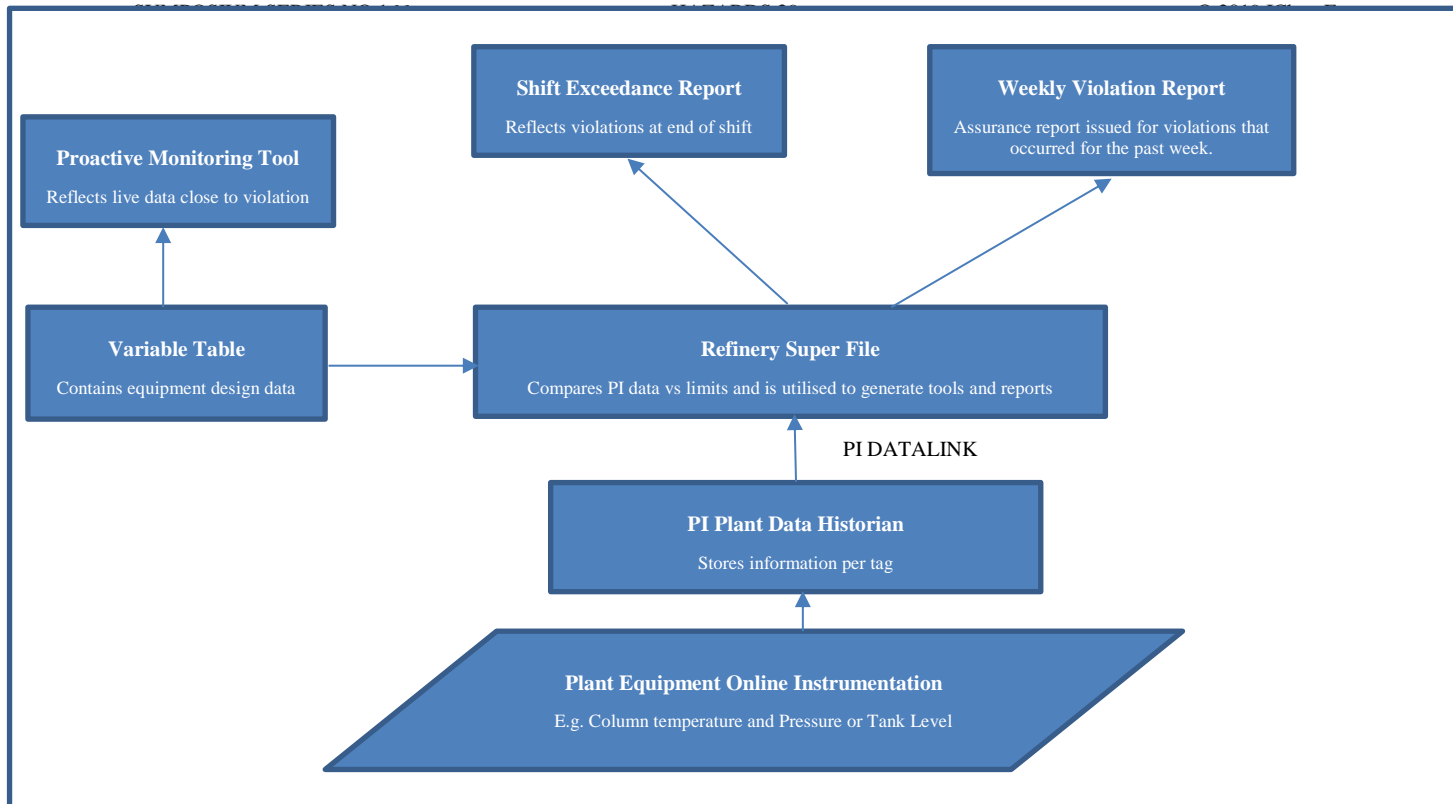 Shift Exceedance Report
Reflects violations at end of shift
Weekly Violation Report
Assurance report issued for violations that
occurred for the past week.
Proactive Monitoring Tool
Reflects live data close to violation
Variable Table
Contains equipment design data
Refinery Super File
Compares PI data vs limits and is utilised to generate tools and reports
PI DATALINK
PI Plant Data Historian
Stores information per tag
Plant Equipment Online Instrumentation
E.g. Column temperature and Pressure or Tank Level